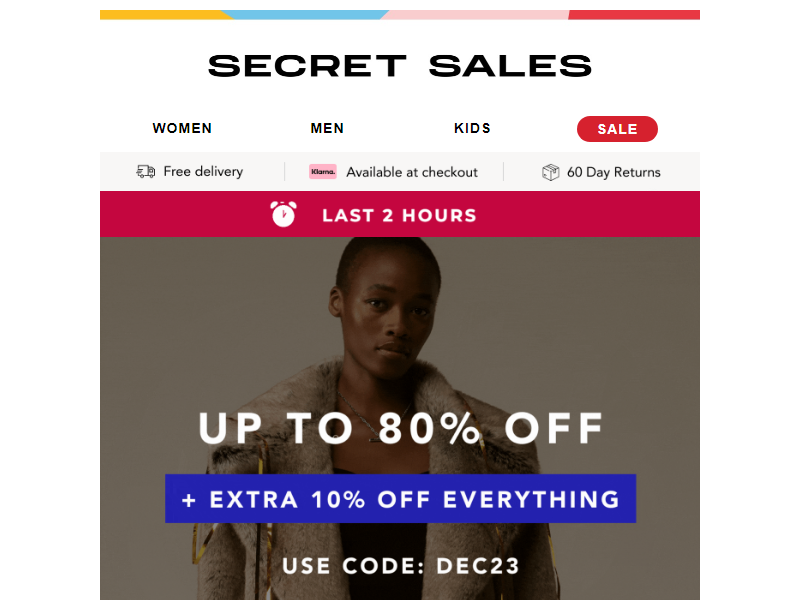 SECRET SALES
WOMEN MEN KIDS SALE
Free delivery Klarna. Available at checkout 60 Day Returns
LAST 2 HOURS
UP TO 80% OFF
+ EXTRA 10% OFF EVERYTHING
USE CODE: DEC23